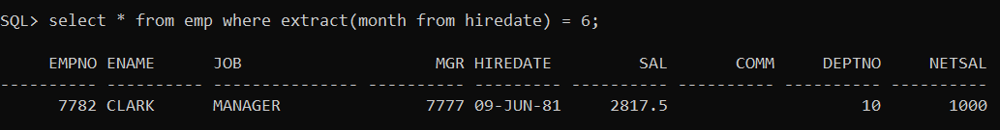 SQL> select * from emp where extract(month from hiredate) = 6;
EMPNO ENAME JOB MGR HIREDATE SAL COMM DEPTNO NETSAL
---------- ---------- --------------- ---------- --------- ---------- ---------- ---------- ----------
7782 CLARK MANAGER 7777 09-JUN-81 2817.5 10 1000